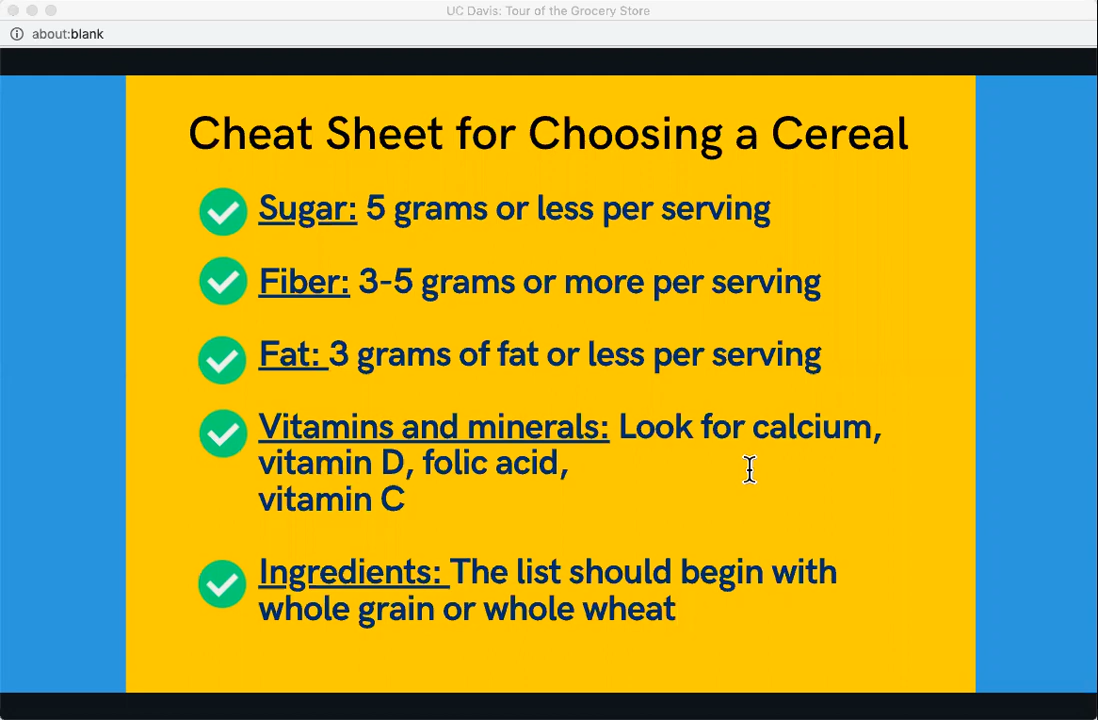 UC Davis: Tour of the Grocery Store
about:blank
Cheat Sheet for Choosing a Cereal
Sugar: 5 grams or less per serving
Fiber: 3-5 grams or more per serving
Fat: 3 grams of fat or less per serving
Vitamins and minerals: Look for calcium,
vitamin D, folic acid,
vitamin C
Ingredients: The list should begin with
whole grain or whole wheat